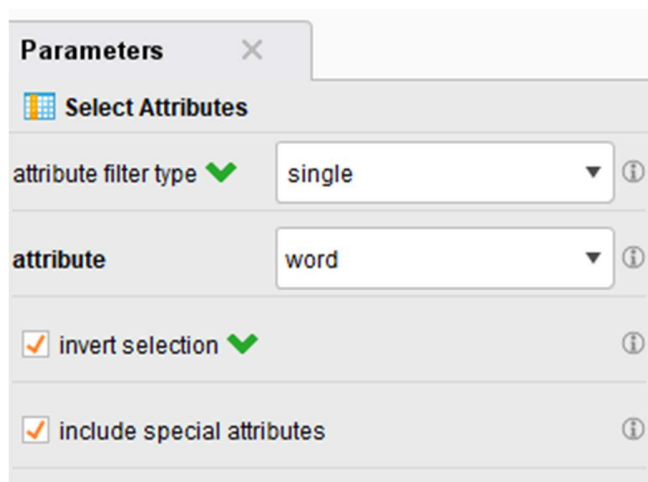 Parameters
Select Attributes
attribute filter type
single
attribute
word
invert selection
include special attributes